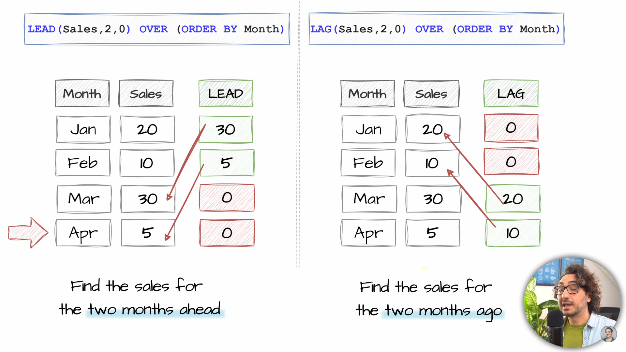 LEAD(Sales,2,0) OVER (ORDER BY Month)
Month Sales LEAD
Jan 20 30
Feb 10 5
Mar 30 0
Apr 5 0
Find the sales for
the two months ahead
LAG(Sales,2,0) OVER (ORDER BY Month)
Month Sales LAG
Jan 20 0
Feb 10 0
Mar 30 20
Apr 5 10
Find the sales for
the two months ago